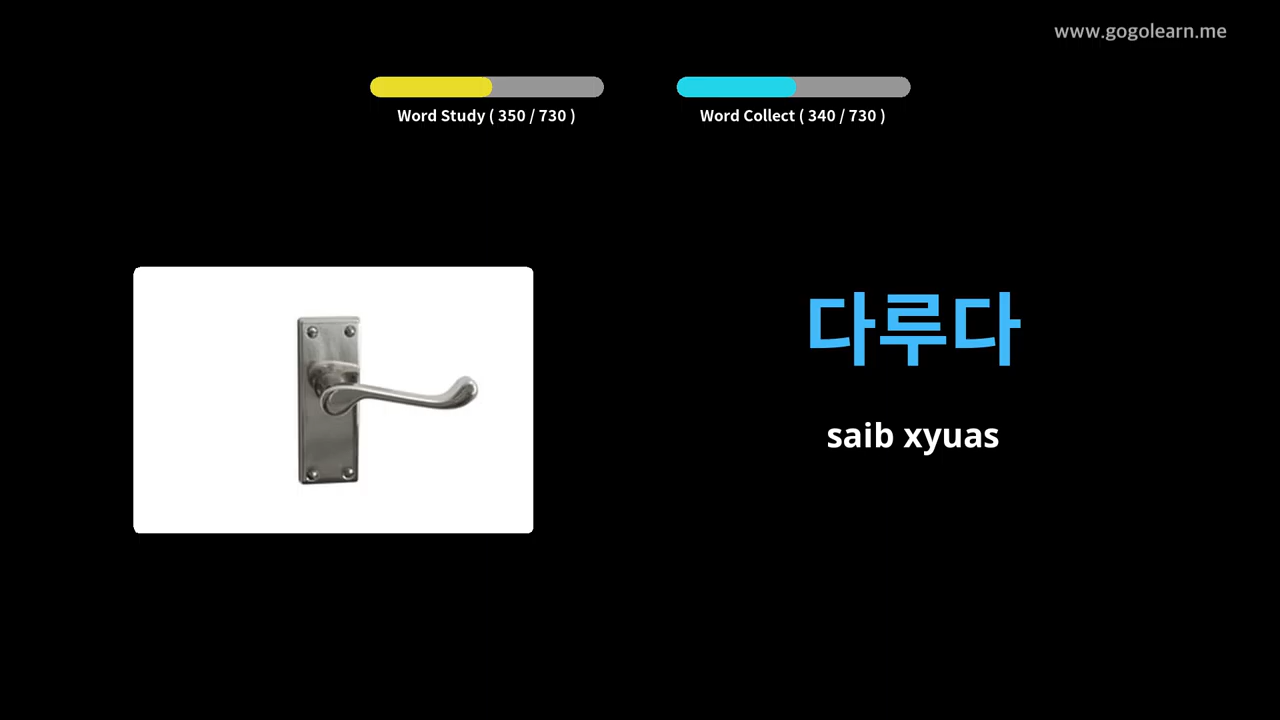 www.gogolearn.me
Word Study ( 350 / 730 )
Word Collect ( 340 / 730 )
다루다
saib xyuas